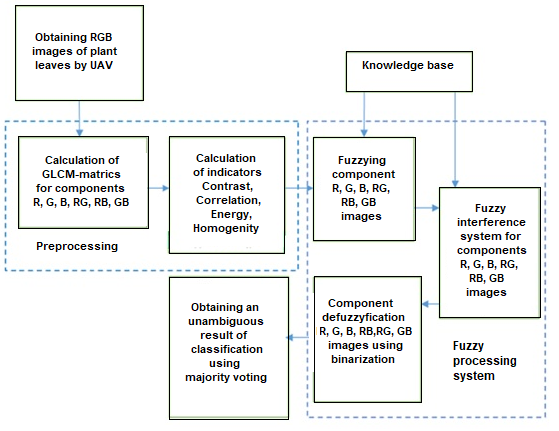 Obtaining RGB
images of plant
leaves by UAV
Knowledge base
Calculation of
GLCM-matrics
for components
R, G, B, RG, RB, GB
Preprocessing
Calculation
of indicators
Contrast,
Correlation,
Energy,
Homogenity
Fuzzying
component
R, G, B, RG,
RB, GB
images
Fuzzy
interference
system for
components
R, G, B, RG,
RB, GB
images
Component
defuzzyfication
R, G, B, RB,RG, GB
images using
binarization
Fuzzy
processing
system
Obtaining an
unambiguous
result of
classification
using
majority voting